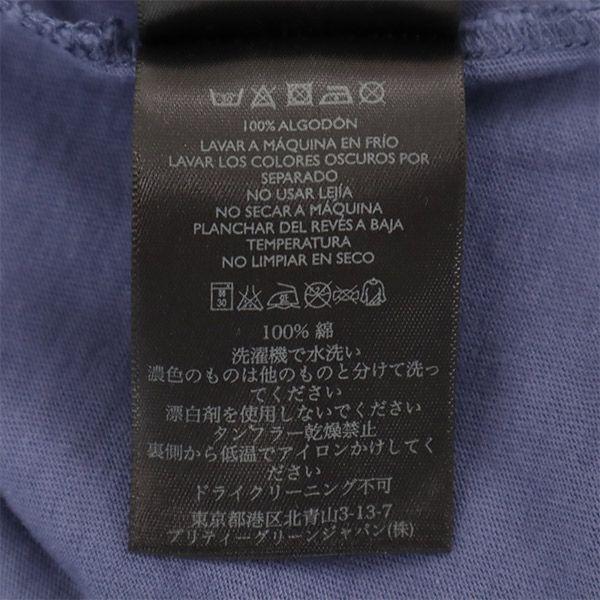 100% ALGODÓN
LAVAR A MÁQUINA EN FRÍO
LAVAR LOS COLORES OSCUROS POR
SEPARADO
NO USAR LEJÍA
NO SECAR A MÁQUINA
PLANCHAR DEL REVÉS A BAJA
TEMPERATURA
NO LIMPIAR EN SECO
100% 綿
洗濯機で水洗い
濃色のものは他のものと分けて洗っ
てください
漂白剤を使用しないでください
タンブラー乾燥禁止
裏側から低温でアイロンかけしてく
ださい
ドライクリーニング不可
東京都港区北青山3-13-7
プリティーグリーンジャパン(株)